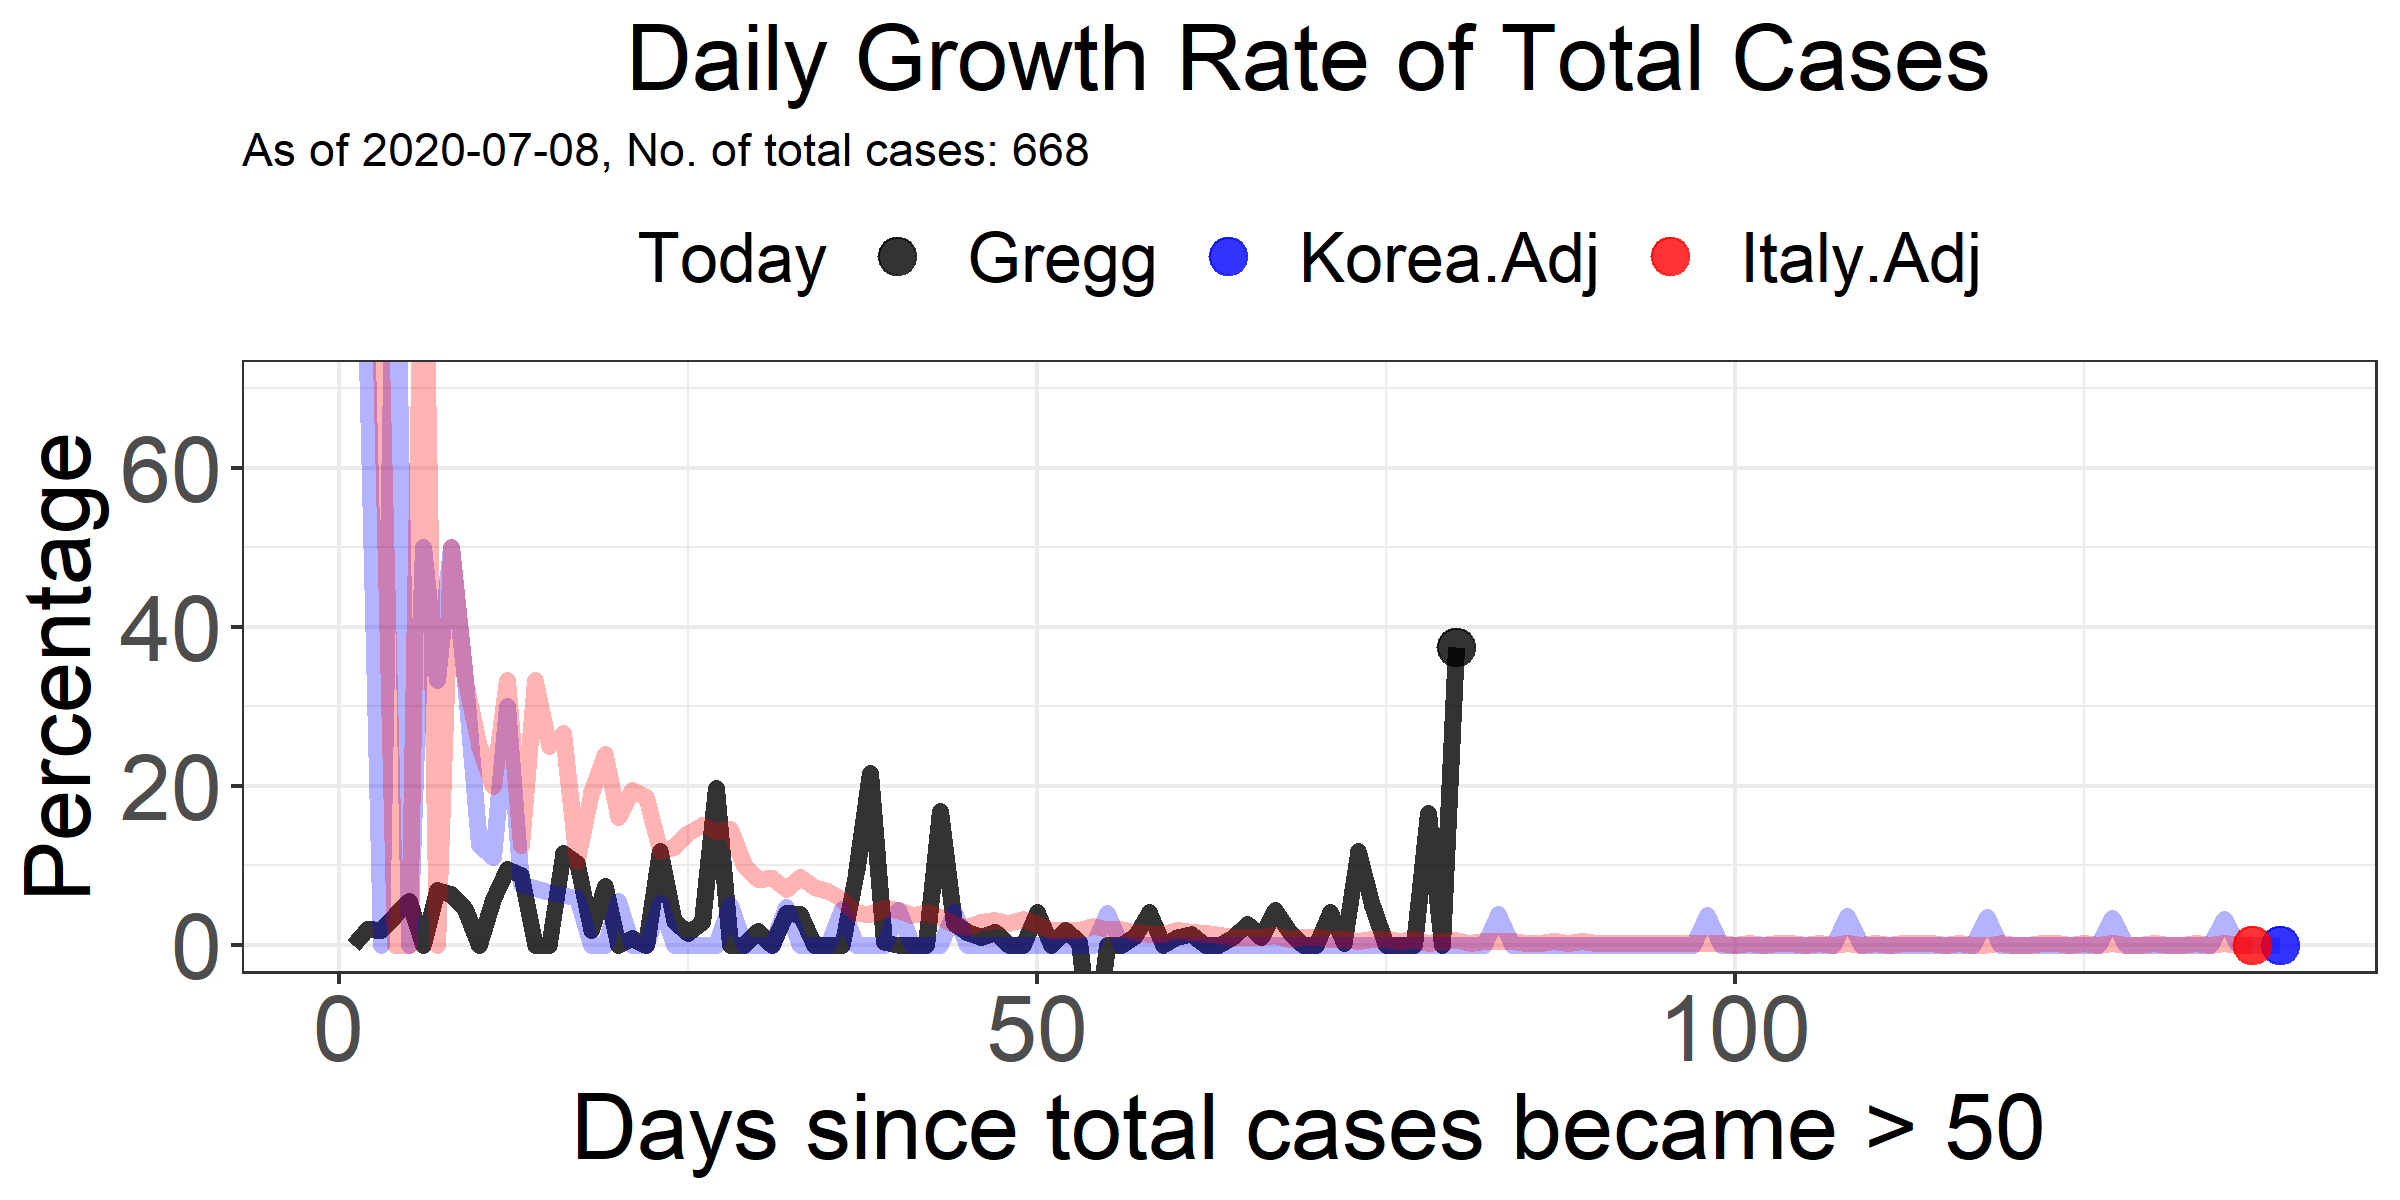 Daily Growth Rate of Total Cases
As of 2020-07-08, No. of total cases: 668
Today Gregg Korea.Adj Italy.Adj
Percentage
60
40
20
0
0 50 100
Days since total cases became > 50